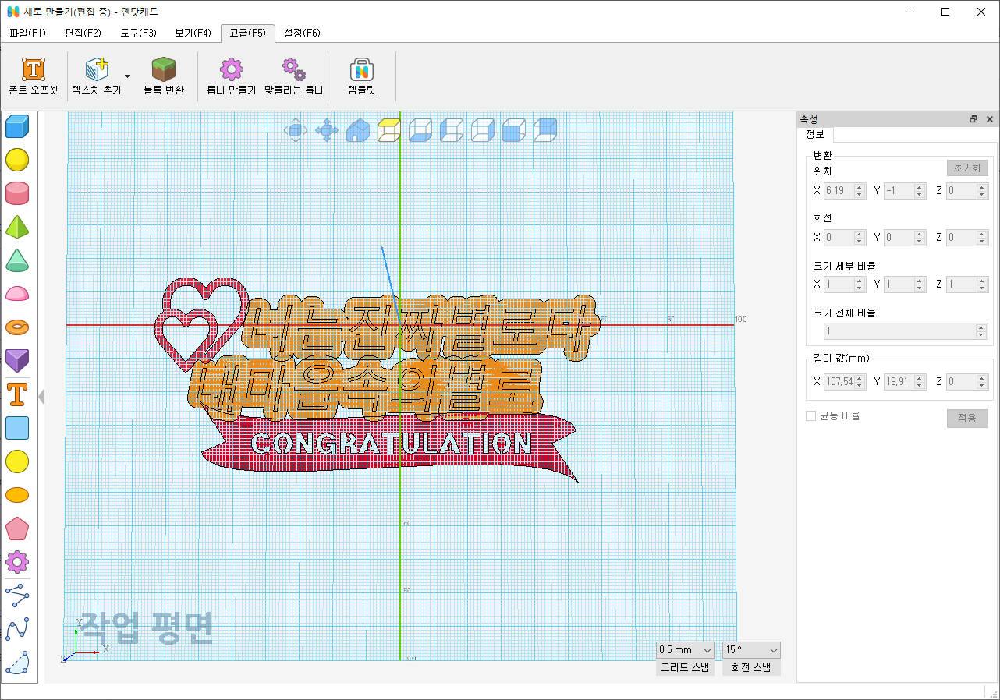 새로 만들기(편집 중) - 엔닷캐드
파일(F1) 편집(F2) 도구(F3) 보기(F4) 고급(F5) 설정(F6)
폰트 오프셋 텍스처 추가 블록 변환 톱니 만들기 맞물리는 톱니 템플릿
속성
정보
변환
위치 초기화
X 6,19 Y -1 Z 0
회전
X 0 Y 0 Z 0
크기 세부 비율
X 1 Y 1 Z 1
크기 전체 비율
1
길이 값(mm)
X 107,54 Y 19,91 Z 0
균등 비율 적용
100
너는진짜별로다
내마음속의별로
CONGRATULATION
작업 평면
Y
X
Z
0,5 mm 15 °
그리드 스냅 회전 스냅